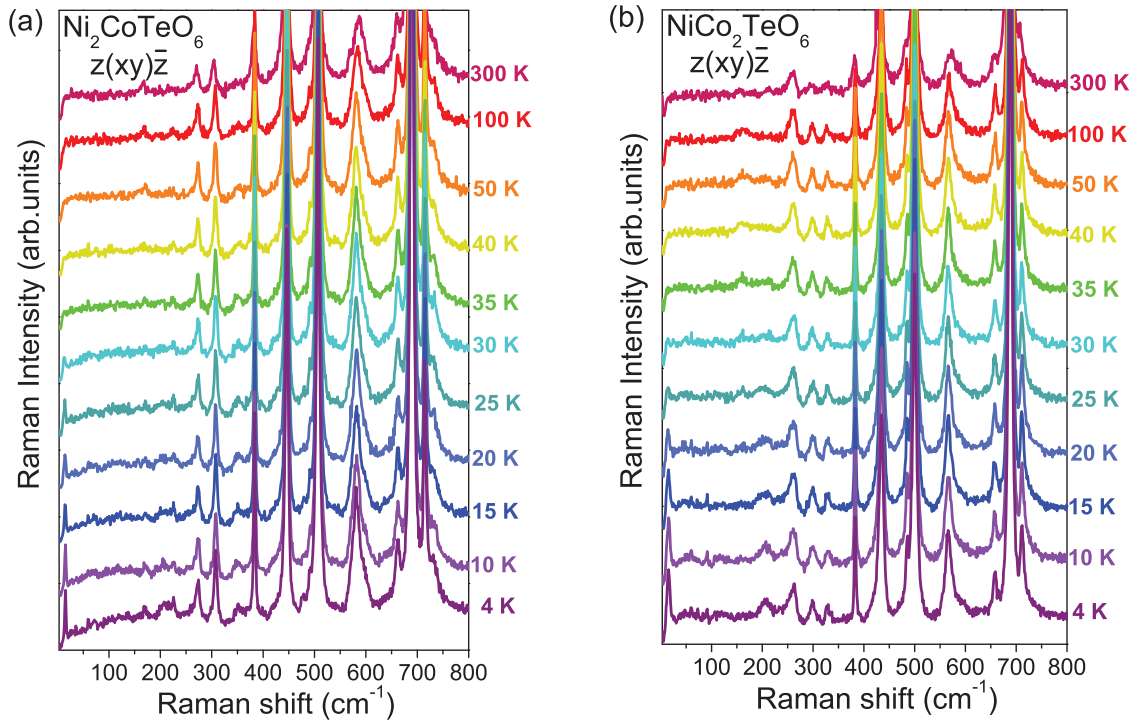 (a)
Ni₂CoTeO₆
z(xy)z̄
300 K
100 K
50 K
40 K
35 K
30 K
25 K
20 K
15 K
10 K
4 K
Raman Intensity (arb.units)
100 200 300 400 500 600 700 800
Raman shift (cm⁻¹)
(b)
NiCo₂TeO₆
z(xy)z̄
300 K
100 K
50 K
40 K
35 K
30 K
25 K
20 K
15 K
10 K
4 K
Raman Intensity (arb.units)
100 200 300 400 500 600 700 800
Raman shift (cm⁻¹)